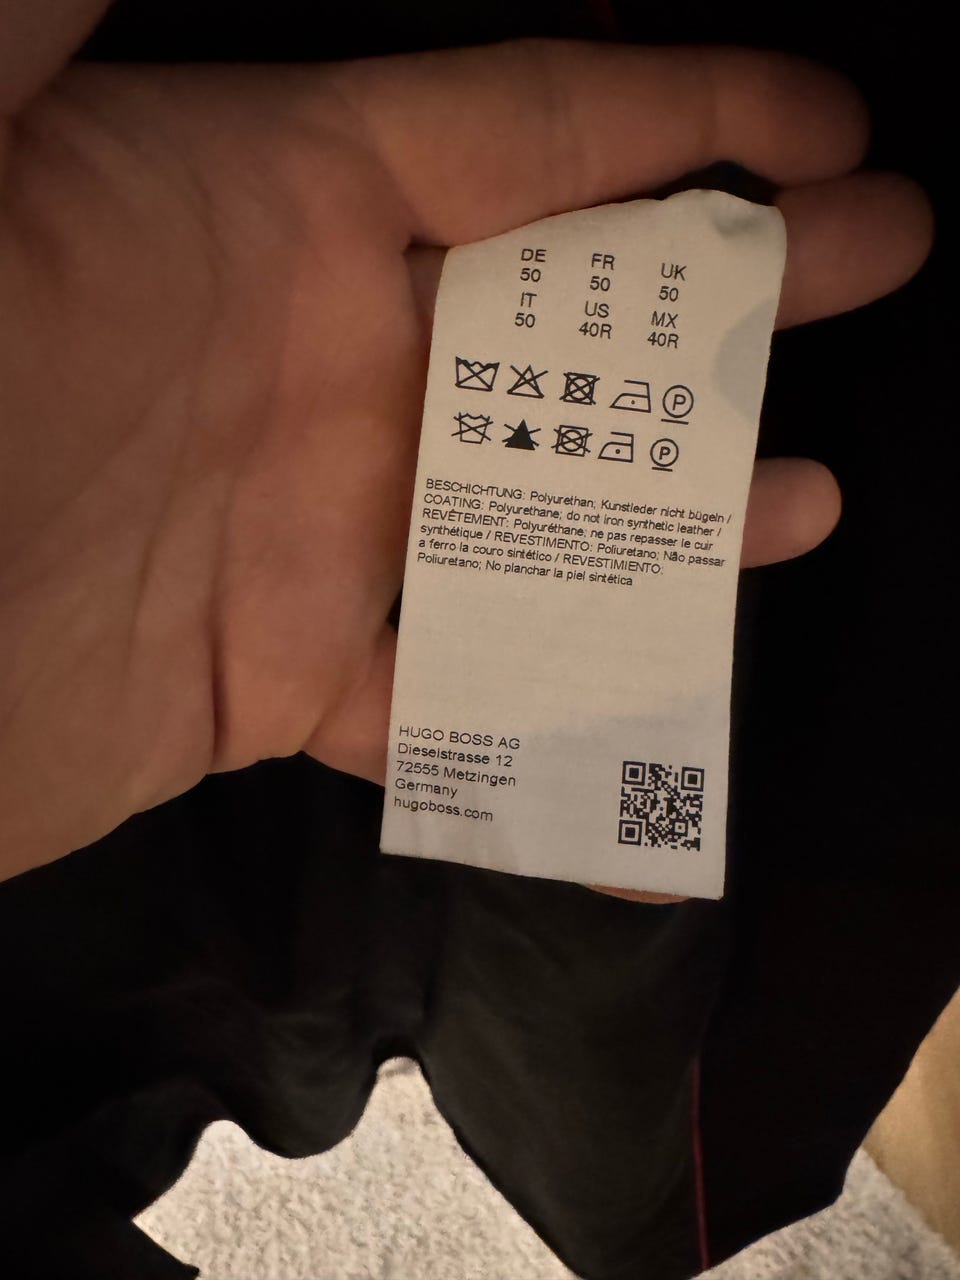 DE FR UK
50 50 50
IT US MX
50 40R 40R
P
P
BESCHICHTUNG: Polyurethan; Kunstleder nicht bügeln /
COATING: Polyurethane; do not iron synthetic leather /
REVÊTEMENT: Polyuréthane; ne pas repasser le cuir
synthétique / REVESTIMENTO: Poliuretano; Não passar
a ferro la couro sintético / REVESTIMIENTO:
Poliuretano; No planchar la piel sintética
HUGO BOSS AG
Dieselstrasse 12
72555 Metzingen
Germany
hugoboss.com